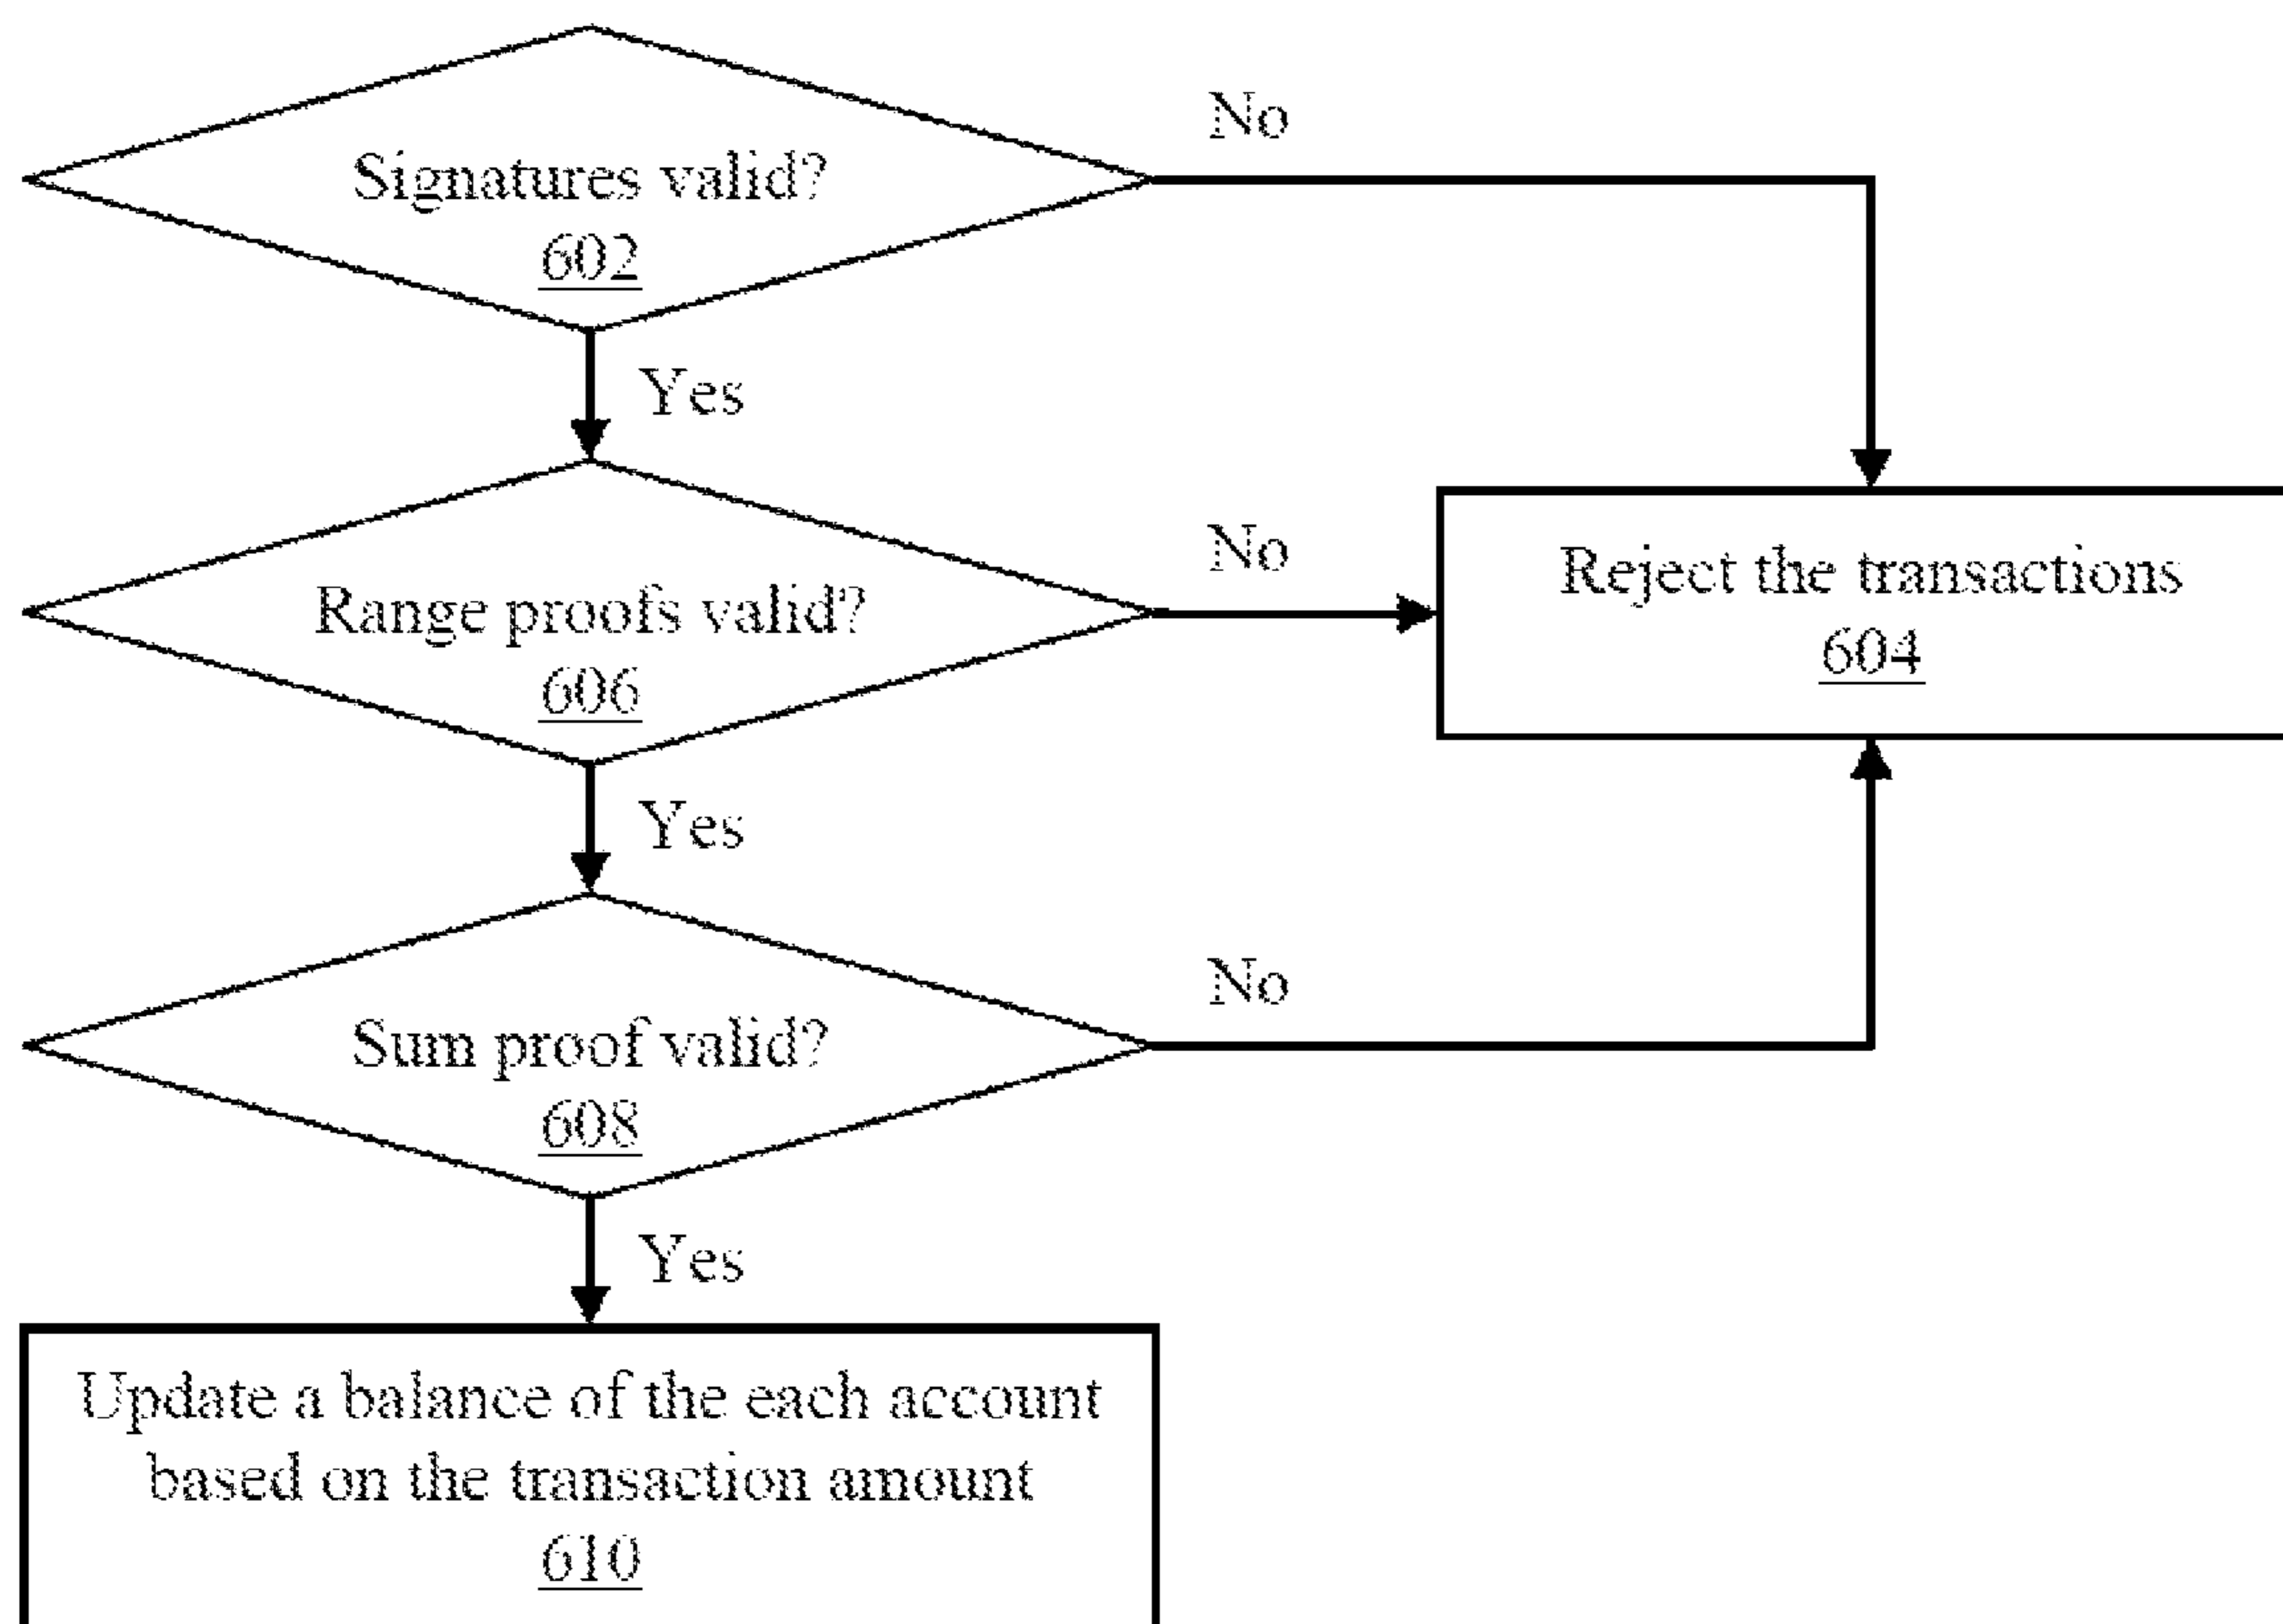 Signatures valid?
602
No
Yes
Range proofs valid?
606
No
Reject the transactions
604
Yes
Sum proof valid?
608
No
Yes
Update a balance of the each account
based on the transaction amount
610